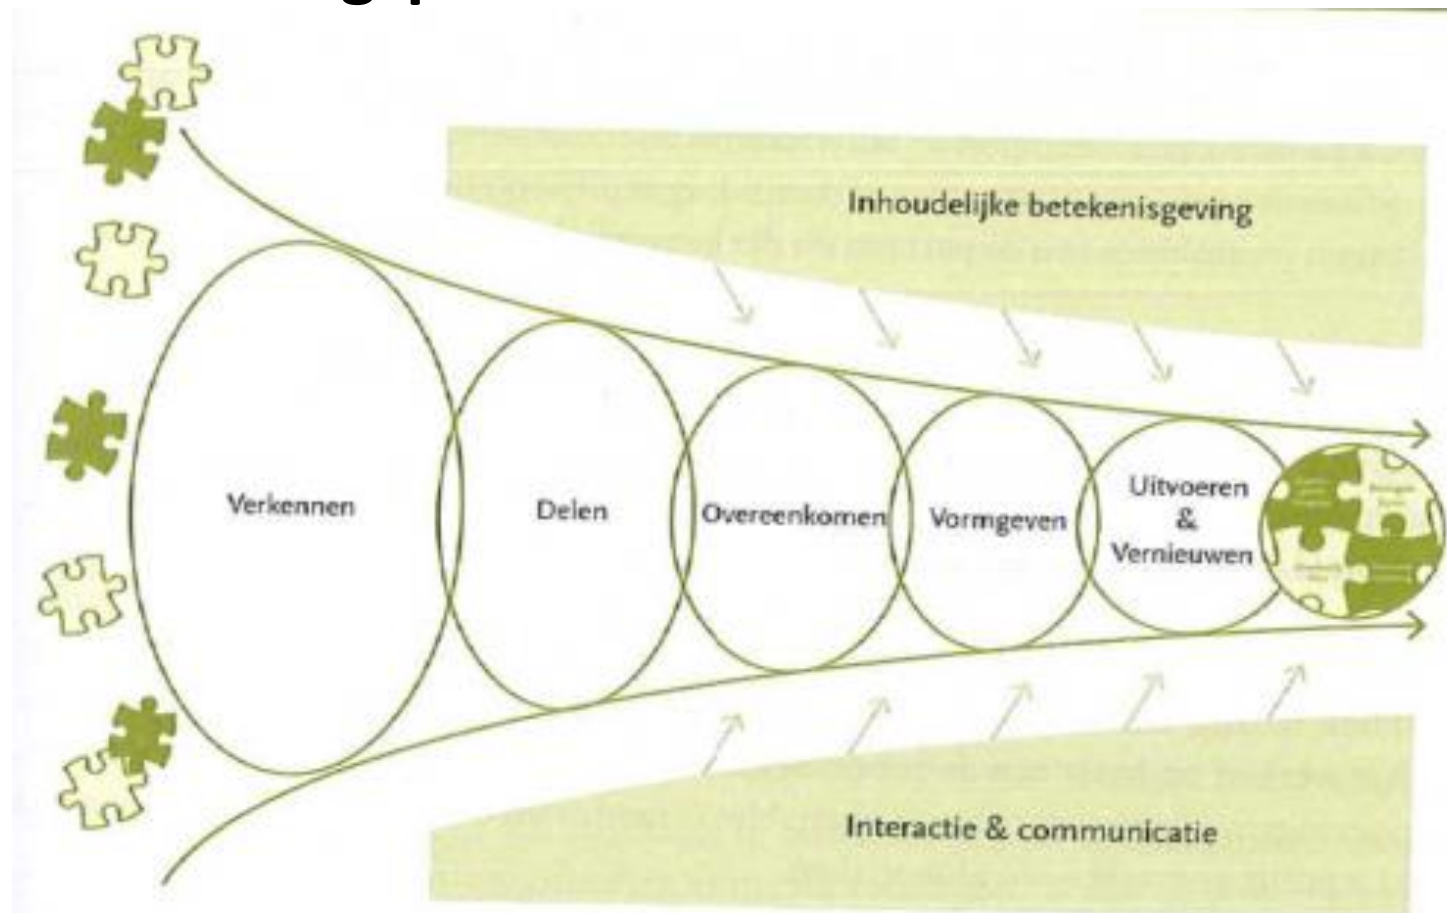 Inhoudelijke betekenisgeving
Verkennen
Delen
Overeenkomen
Vormgeven
Uitvoeren
&
Vernieuwen
Interactie & communicatie